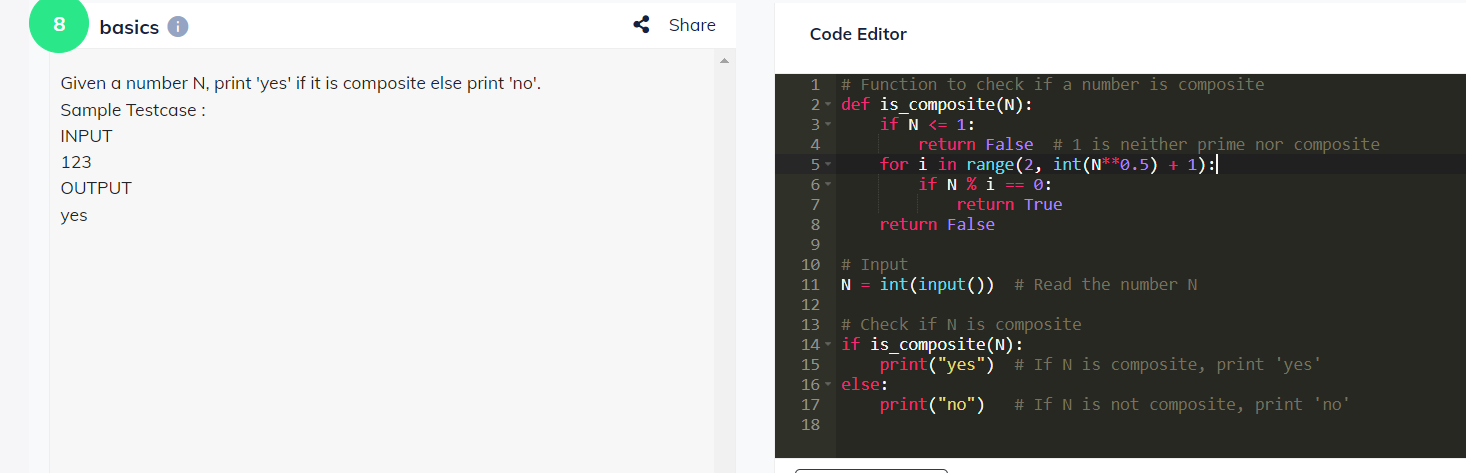 8
basics i
Share
Given a number N, print 'yes' if it is composite else print 'no'.
Sample Testcase :
INPUT
123
OUTPUT
yes
Code Editor
1 # Function to check if a number is composite
2 def is_composite(N):
3     if N <= 1:
4         return False  # 1 is neither prime nor composite
5     for i in range(2, int(N**0.5) + 1):
6         if N % i == 0:
7             return True
8     return False
9
10 # Input
11 N = int(input())  # Read the number N
12
13 # Check if N is composite
14 if is_composite(N):
15     print("yes")  # If N is composite, print 'yes'
16 else:
17     print("no")   # If N is not composite, print 'no'
18